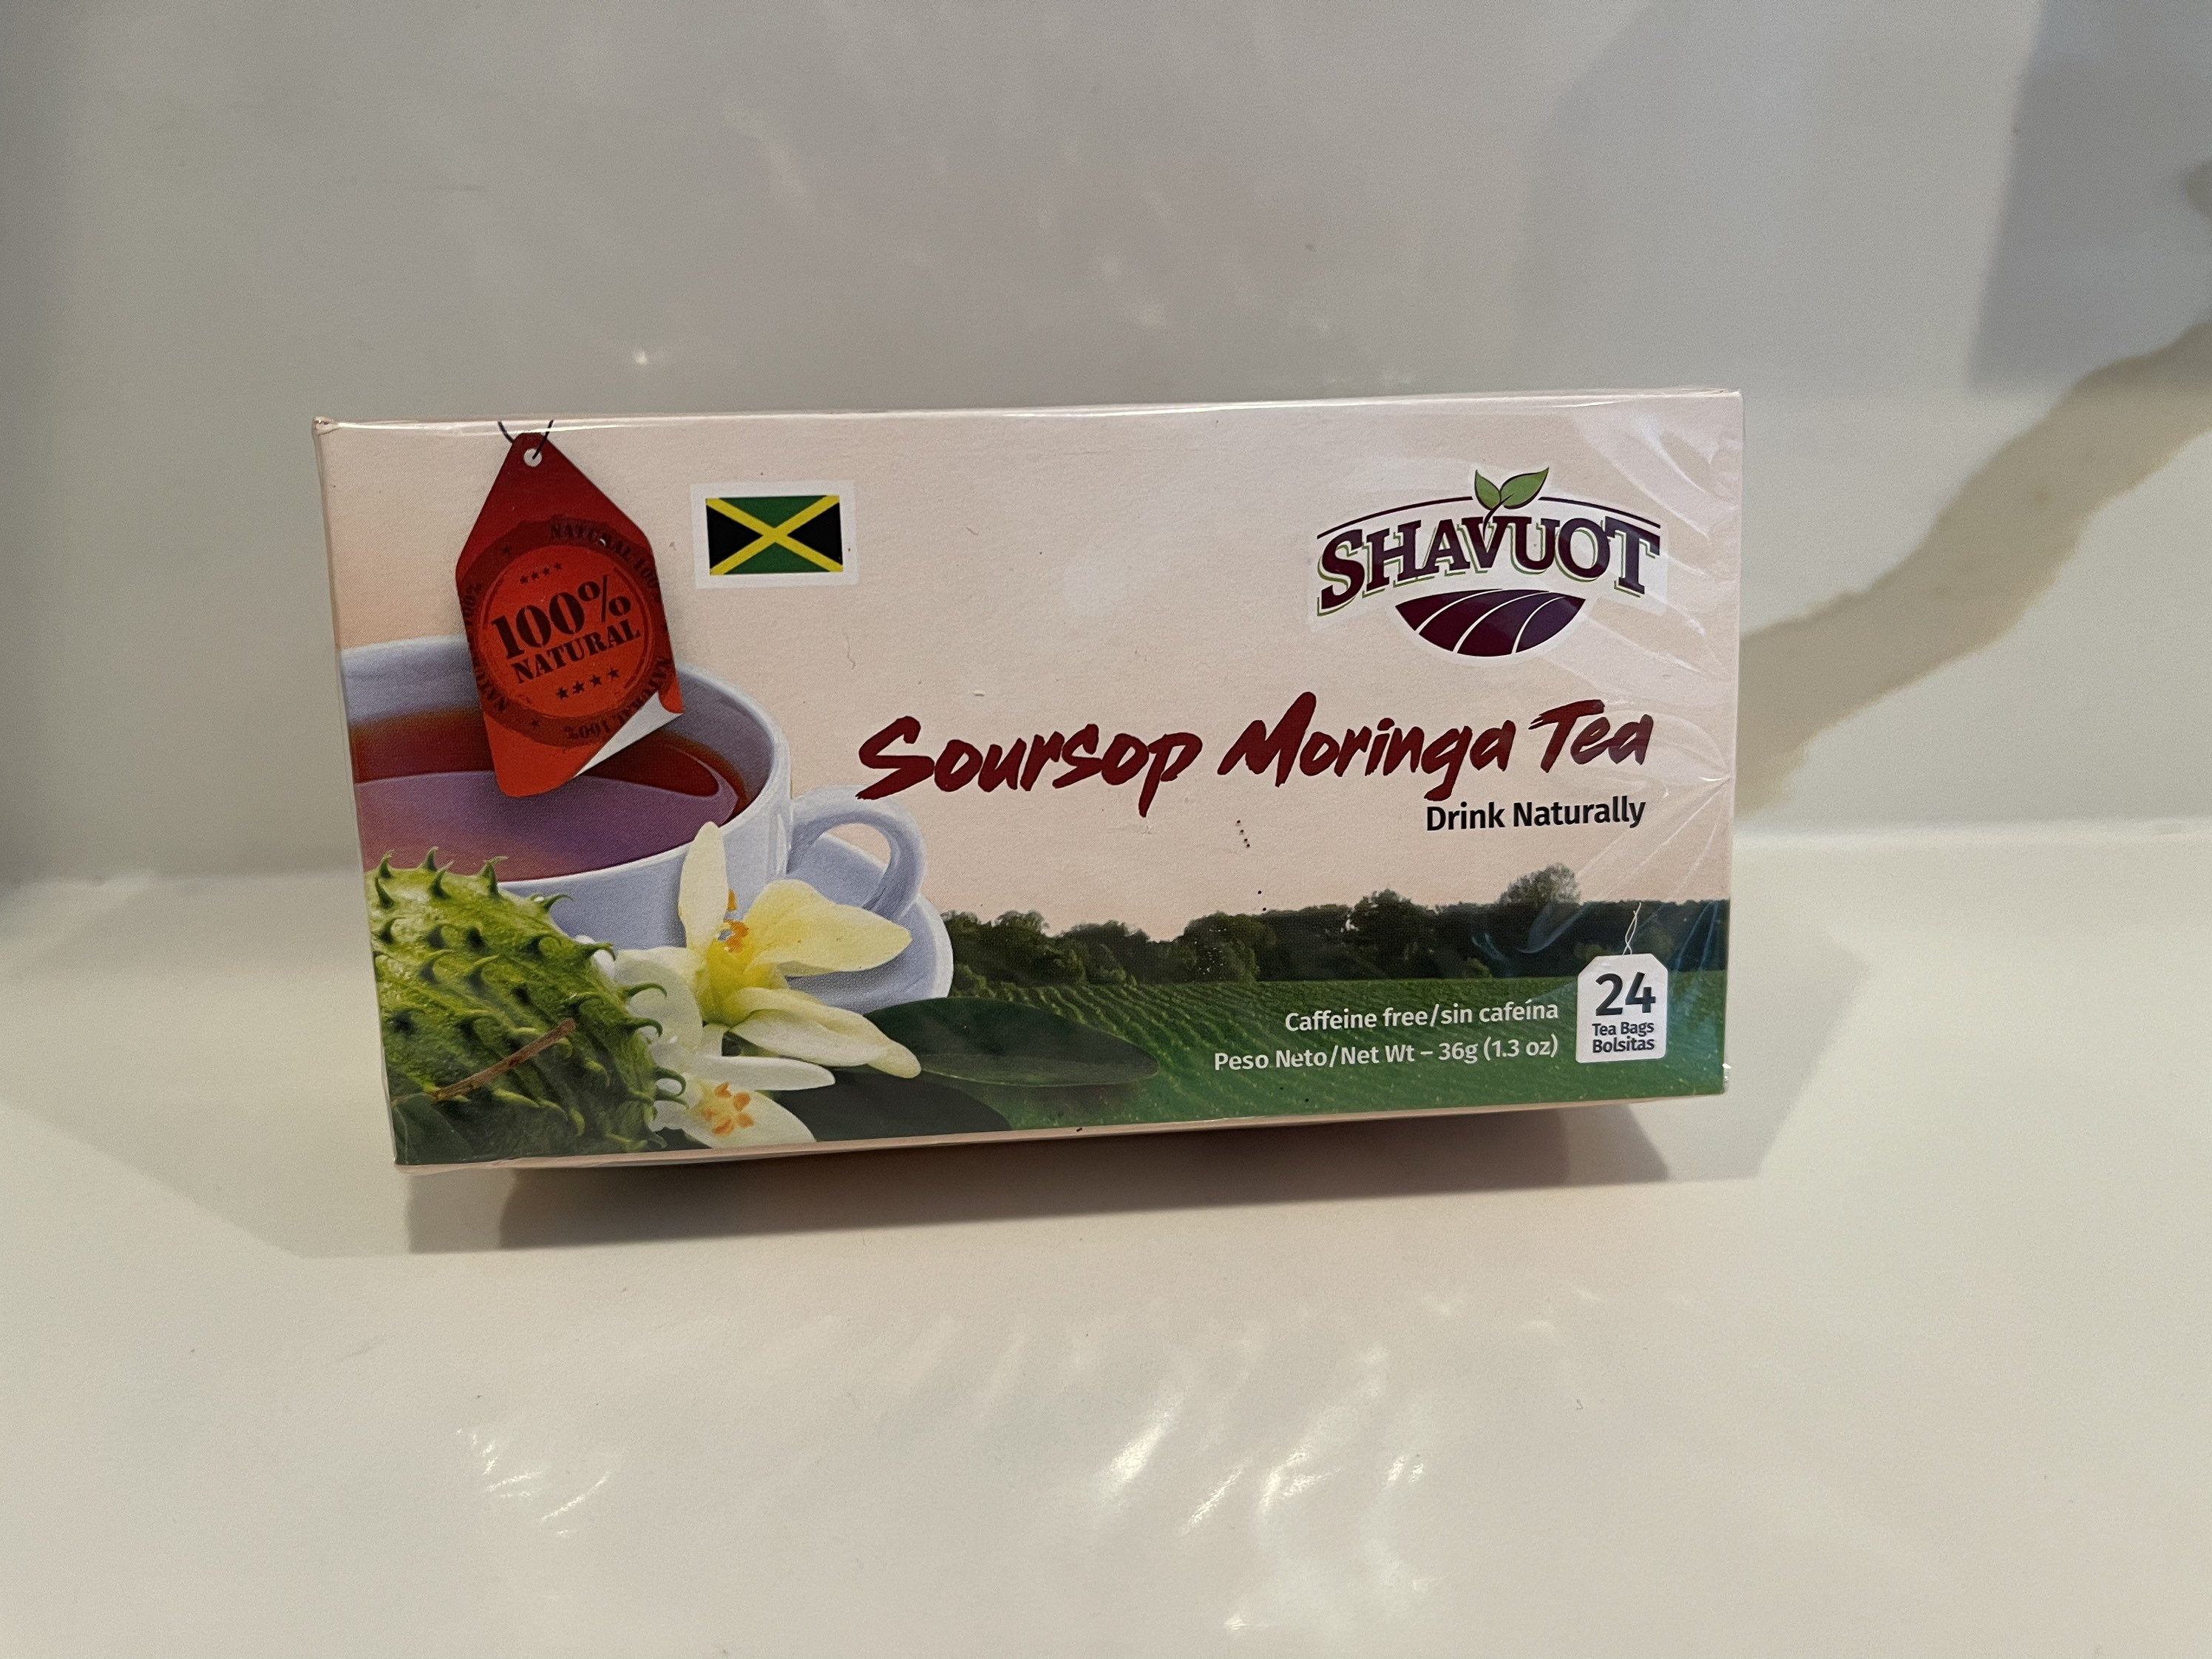 100%
NATURAL
SHAVUOT
Soursop Moringa Tea
Drink Naturally
Caffeine free/sin cafeína
Peso Neto/Net Wt – 36g (1.3 oz)
24
Tea Bags
Bolsitas